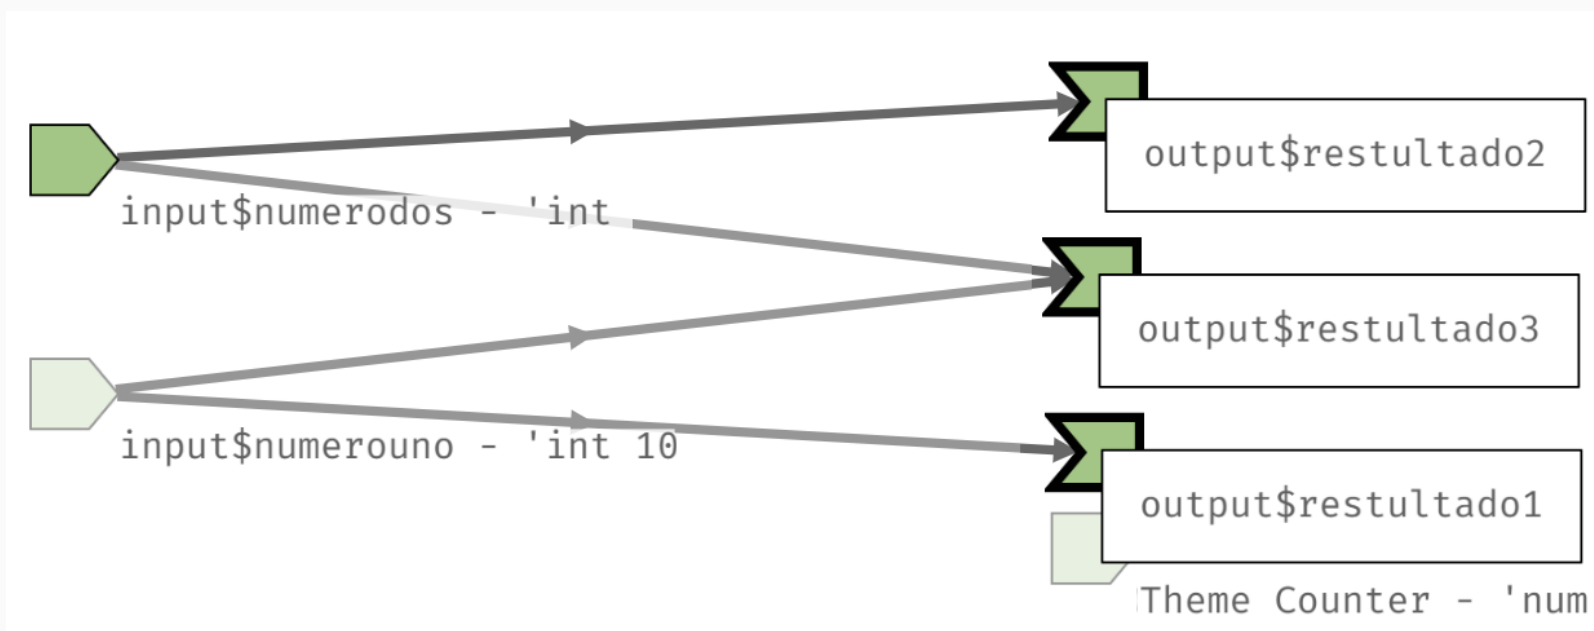 output$restultado2
input$numerodos - 'int
output$restultado3
input$numerouno - 'int 10
output$restultado1
Theme Counter - 'num